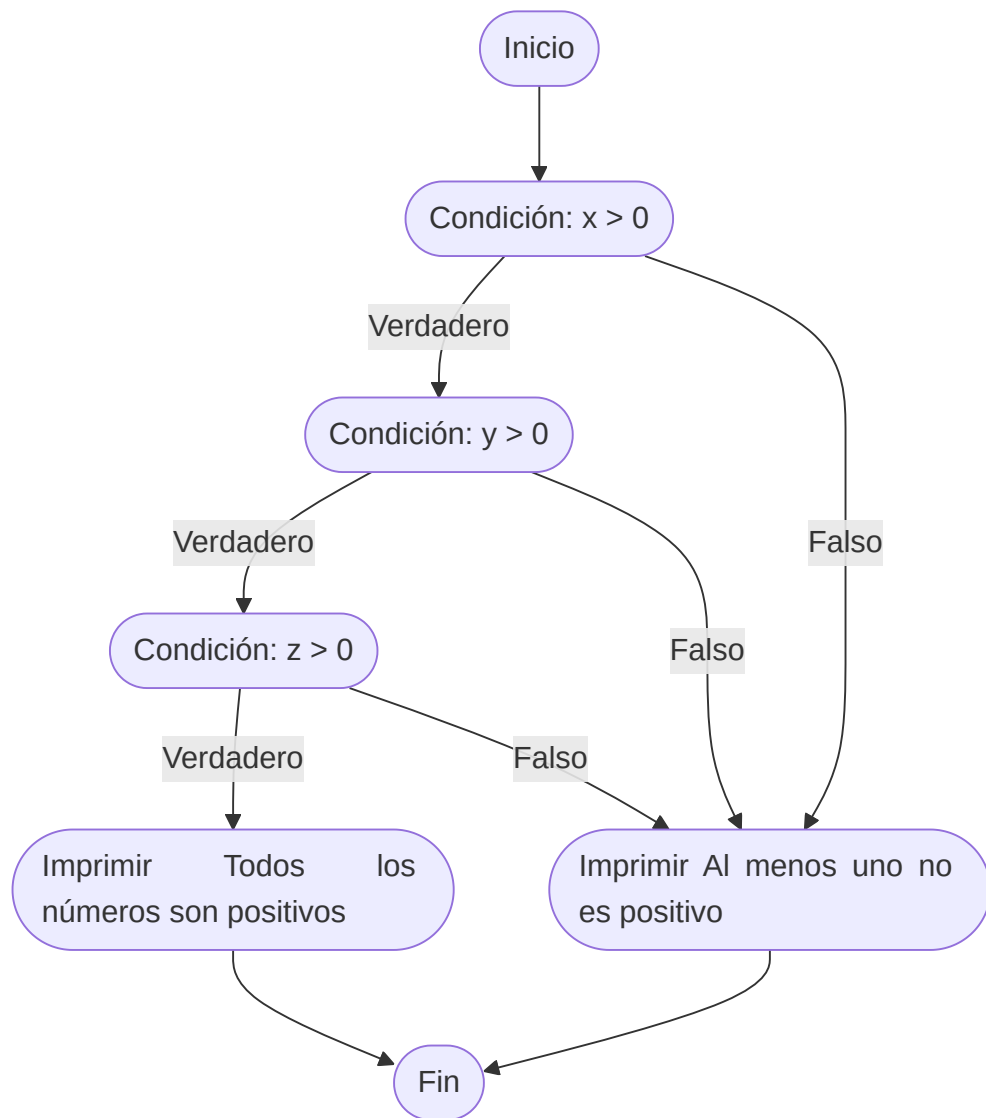 Inicio
Condición: x > 0
Verdadero
Condición: y > 0
Verdadero
Falso
Condición: z > 0
Falso
Verdadero
Falso
Imprimir Todos los
números son positivos
Imprimir Al menos uno no
es positivo
Fin